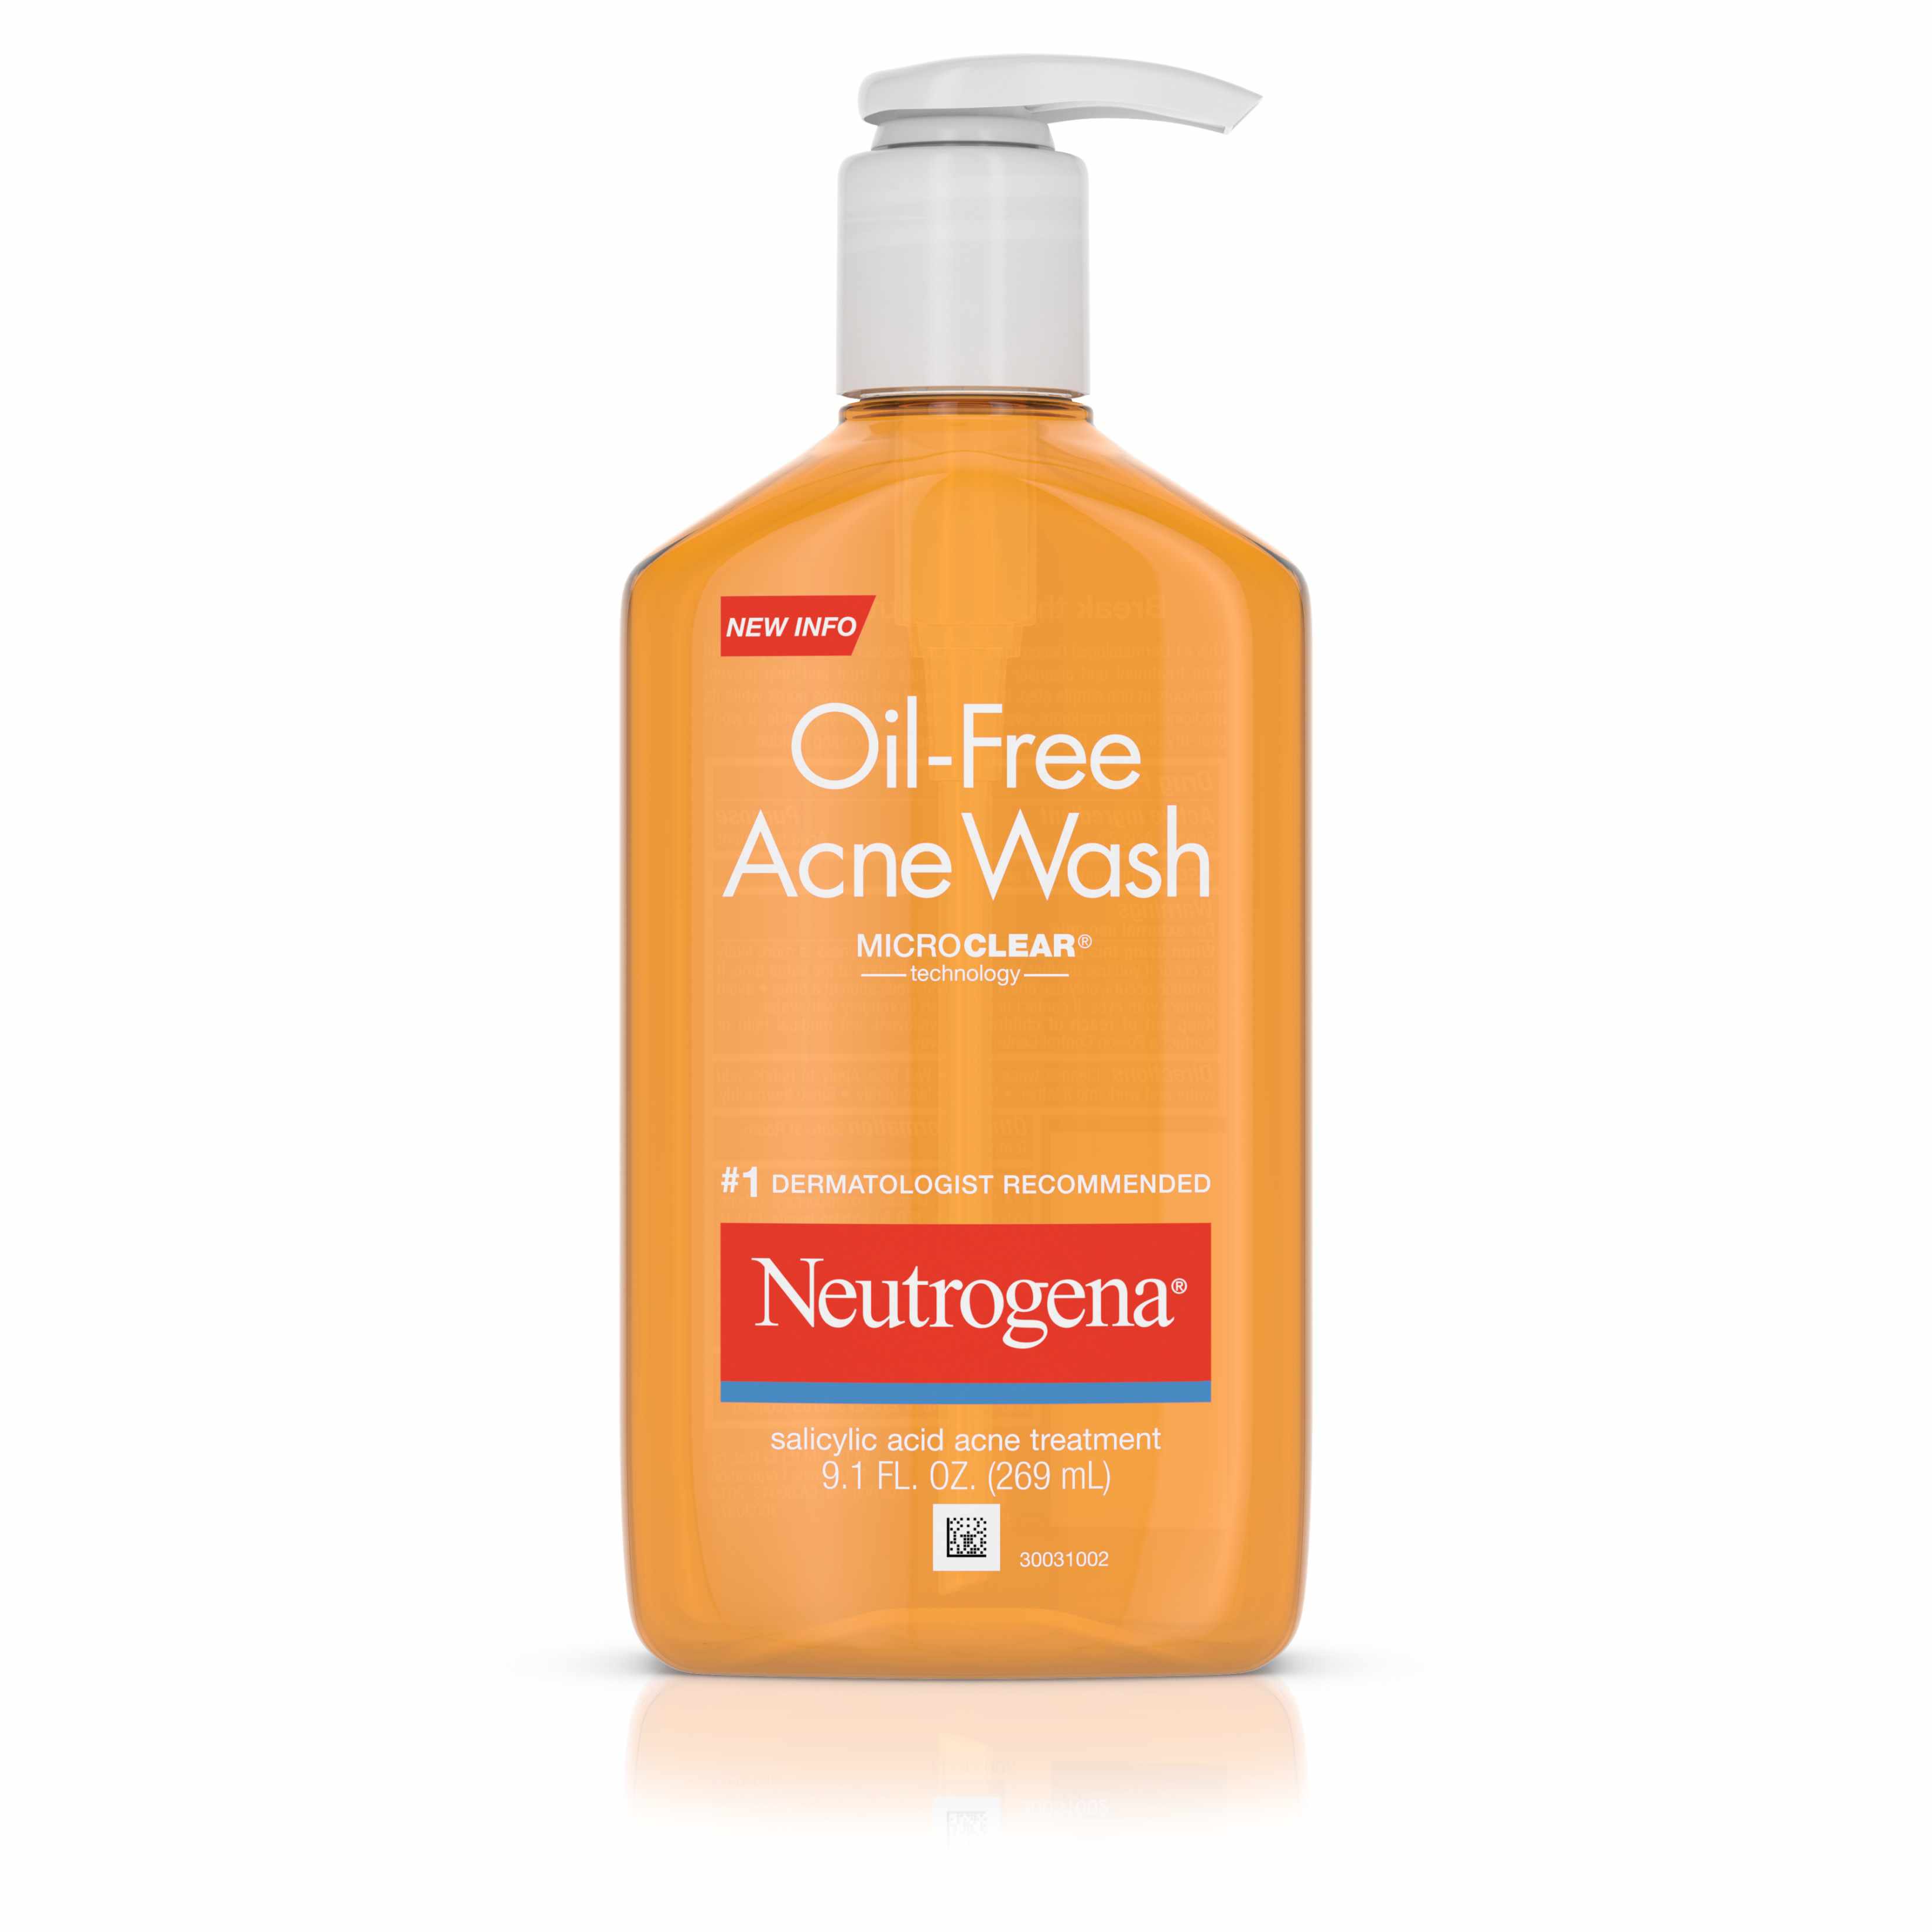 NEW INFO
Oil-Free
Acne Wash
MICROCLEAR®
technology
#1 DERMATOLOGIST RECOMMENDED
Neutrogena®
salicylic acid acne treatment
9.1 FL. OZ. (269 mL)
30031002